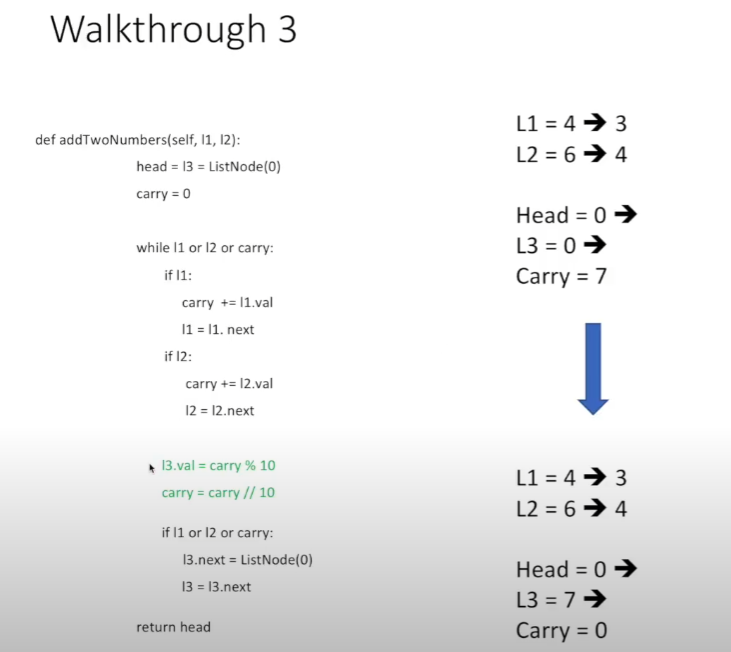 Walkthrough 3
def addTwoNumbers(self, l1, l2):
head = l3 = ListNode(0)
carry = 0
while l1 or l2 or carry:
if l1:
carry += l1.val
l1 = l1. next
if l2:
carry += l2.val
l2 = l2.next
l3.val = carry % 10
carry = carry // 10
if l1 or l2 or carry:
l3.next = ListNode(0)
l3 = l3.next
return head
L1 = 4 → 3
L2 = 6 → 4
Head = 0 →
L3 = 0 →
Carry = 7
L1 = 4 → 3
L2 = 6 → 4
Head = 0 →
L3 = 7 →
Carry = 0